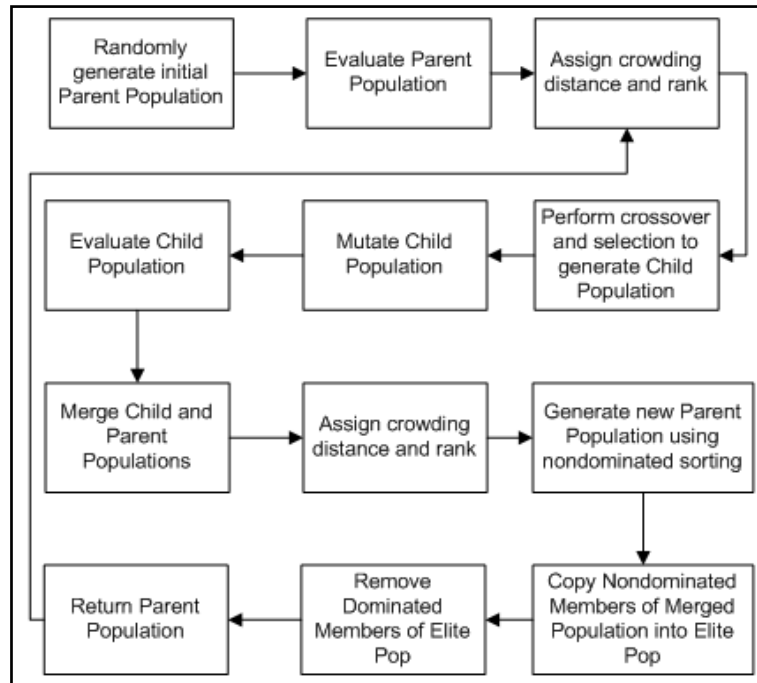 Randomly
generate initial
Parent Population
Evaluate Parent
Population
Assign crowding
distance and rank
Perform crossover
and selection to
generate Child
Population
Mutate Child
Population
Evaluate Child
Population
Merge Child and
Parent
Populations
Assign crowding
distance and rank
Generate new Parent
Population using
nondominated sorting
Copy Nondominated
Members of Merged
Population into Elite
Pop
Remove
Dominated
Members of Elite
Pop
Return Parent
Population